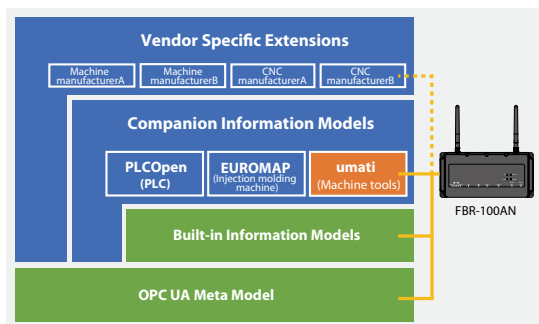 Vendor Specific Extensions
Machine
manufacturerA
Machine
manufacturerB
CNC
manufacturerA
CNC
manufacturerB
Companion Information Models
PLCOpen
(PLC)
EUROMAP
(Injection molding
machine)
umati
(Machine tools)
FBR-100AN
Built-in Information Models
OPC UA Meta Model